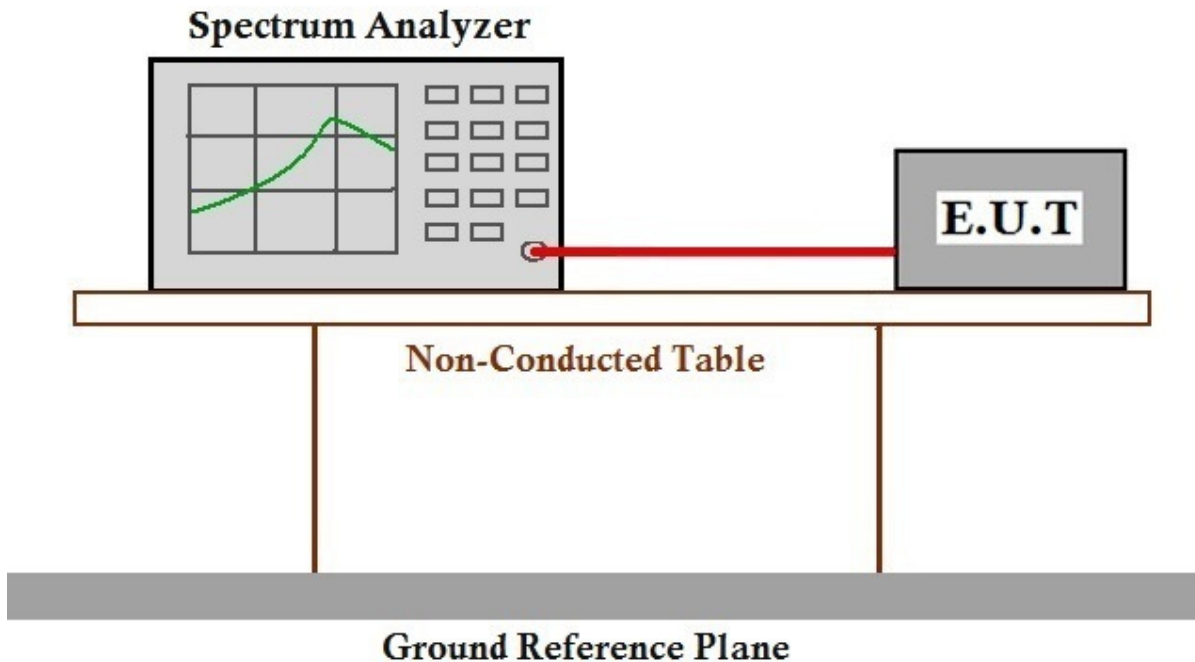 Spectrum Analyzer
E.U.T
Non-Conducted Table
Ground Reference Plane